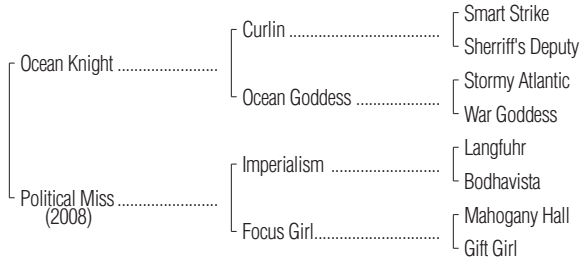 Smart Strike
Curlin ................................................
Sherriff's Deputy
Ocean Knight ................................
Stormy Atlantic
Ocean Goddess ..........................
War Goddess
Langfuhr
Imperialism ..................................
Bodhavista
Political Miss ................................
(2008)
Mahogany Hall
Focus Girl........................................
Gift Girl